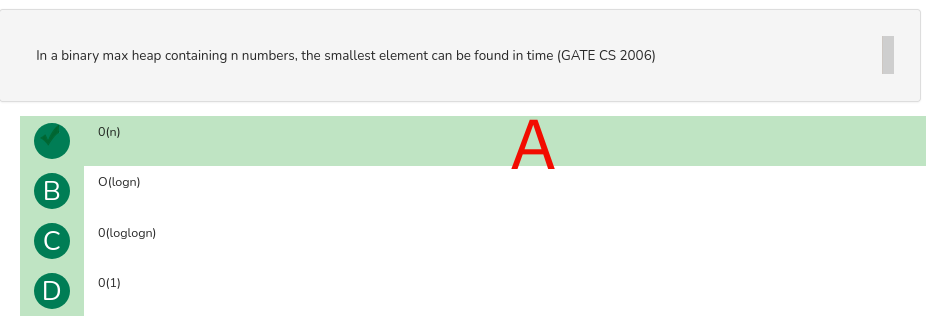 In a binary max heap containing n numbers, the smallest element can be found in time (GATE CS 2006)
0(n)
A
B O(logn)
C 0(loglogn)
D 0(1)